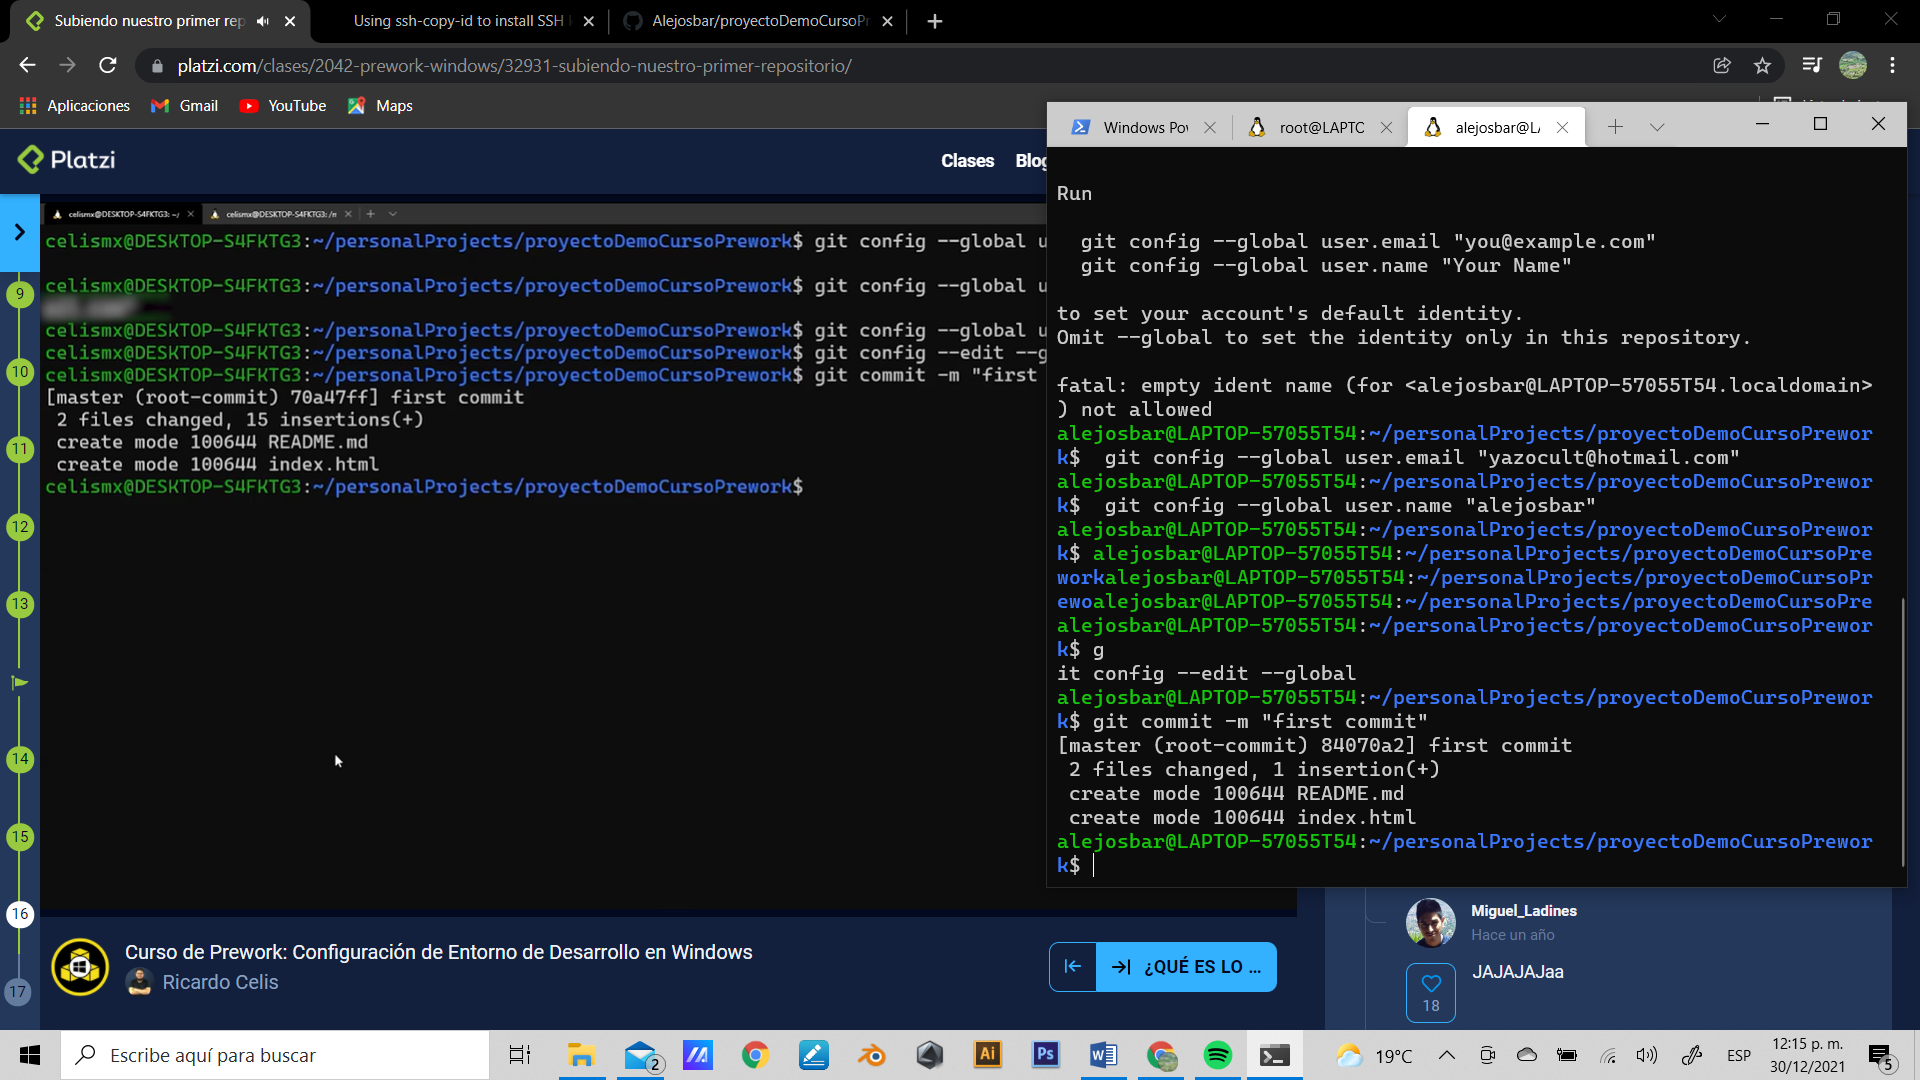 Subiendo nuestro primer rep
Using ssh-copy-id to install SSH
Alejosbar/proyectoDemoCursoP
platzi.com/clases/2042-prework-windows/32931-subiendo-nuestro-primer-repositorio/
Aplicaciones
Gmail
YouTube
Maps
Platzi
Clases
Blog
celismx@DESKTOP-S4FKTG3: ~/
celismx@DESKTOP-S4FKTG3: /m
celismx@DESKTOP-S4FKTG3:~/personalProjects/proyectoDemoCursoPrework$ git config --global u
celismx@DESKTOP-S4FKTG3:~/personalProjects/proyectoDemoCursoPrework$ git config --global u
celismx@DESKTOP-S4FKTG3:~/personalProjects/proyectoDemoCursoPrework$ git config --global u
celismx@DESKTOP-S4FKTG3:~/personalProjects/proyectoDemoCursoPrework$ git config --edit --g
celismx@DESKTOP-S4FKTG3:~/personalProjects/proyectoDemoCursoPrework$ git commit -m "first
[master (root-commit) 70a47ff] first commit
2 files changed, 15 insertions(+)
create mode 100644 README.md
create mode 100644 index.html
celismx@DESKTOP-S4FKTG3:~/personalProjects/proyectoDemoCursoPrework$
9
10
11
12
13
14
15
16
17
Windows Pow
root@LAPTC
alejosbar@L
Run
git config --global user.email "you@example.com"
git config --global user.name "Your Name"
to set your account's default identity.
Omit --global to set the identity only in this repository.
fatal: empty ident name (for <alejosbar@LAPTOP-57055T54.localdomain>
) not allowed
alejosbar@LAPTOP-57055T54:~/personalProjects/proyectoDemoCursoPrewor
k$  git config --global user.email "yazocult@hotmail.com"
alejosbar@LAPTOP-57055T54:~/personalProjects/proyectoDemoCursoPrewor
k$  git config --global user.name "alejosbar"
alejosbar@LAPTOP-57055T54:~/personalProjects/proyectoDemoCursoPrewor
k$ alejosbar@LAPTOP-57055T54:~/personalProjects/proyectoDemoCursoPre
workalejosbar@LAPTOP-57055T54:~/personalProjects/proyectoDemoCursoPr
ewoalejosbar@LAPTOP-57055T54:~/personalProjects/proyectoDemoCursoPre
alejosbar@LAPTOP-57055T54:~/personalProjects/proyectoDemoCursoPrewor
k$ g
it config --edit --global
alejosbar@LAPTOP-57055T54:~/personalProjects/proyectoDemoCursoPrewor
k$ git commit -m "first commit"
[master (root-commit) 84070a2] first commit
2 files changed, 1 insertion(+)
create mode 100644 README.md
create mode 100644 index.html
alejosbar@LAPTOP-57055T54:~/personalProjects/proyectoDemoCursoPrewor
k$
Curso de Prework: Configuración de Entorno de Desarrollo en Windows
Ricardo Celis
¿QUÉ ES LO ...
Miguel_Ladines
Hace un año
JAJAJAJaa
18
Escribe aquí para buscar
2
Ai
Ps
19°C
ESP
12:15 p. m.
30/12/2021
5